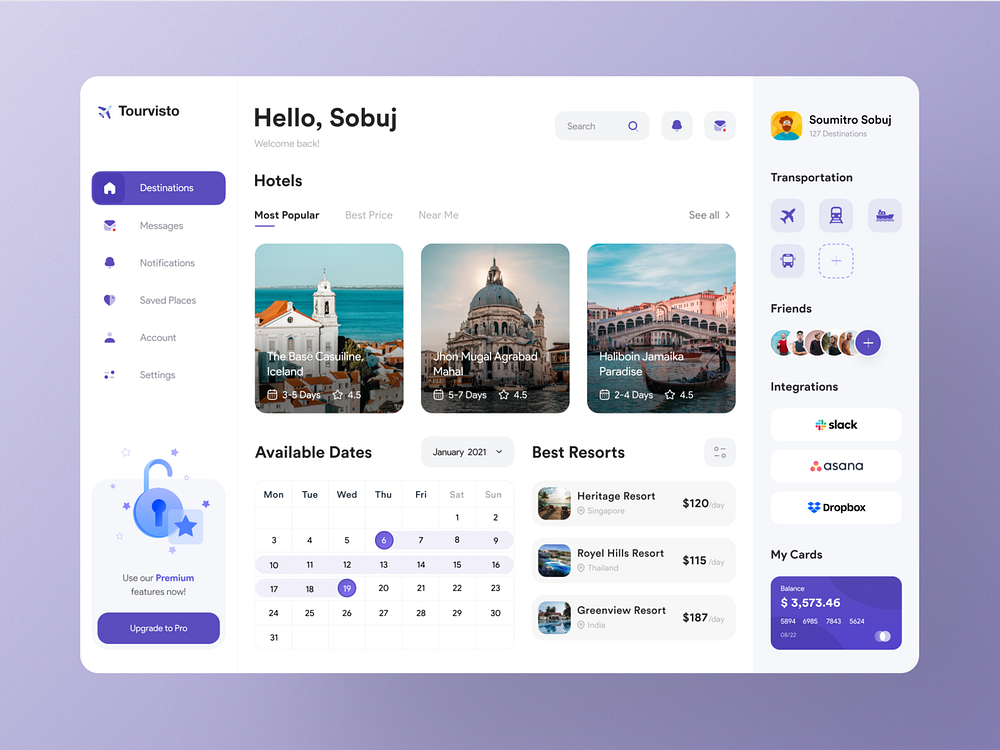 Tourvisto
Destinations
Messages
Notifications
Saved Places
Account
Settings
Use our Premium
features now!
Upgrade to Pro
Hello, Sobuj
Welcome back!
Search
Hotels
Most Popular
Best Price
Near Me
See all
The Base Casuiline,
Iceland
3-5 Days
4.5
Jhon Mugal Agrabad
Mahal
5-7 Days
4.5
Haliboin Jamaika
Paradise
2-4 Days
4.5
Available Dates
January 2021
Mon Tue Wed Thu Fri Sat Sun
1 2
3 4 5 6 7 8 9
10 11 12 13 14 15 16
17 18 19 20 21 22 23
24 25 26 27 28 29 30
31
Best Resorts
Heritage Resort
Singapore
$120/day
Royel Hills Resort
Thailand
$115/day
Greenview Resort
India
$187/day
Soumitro Sobuj
127 Destinations
Transportation
Friends
Integrations
slack
asana
Dropbox
My Cards
Balance
$ 3,573.46
5894 6985 7843 5624
08/22